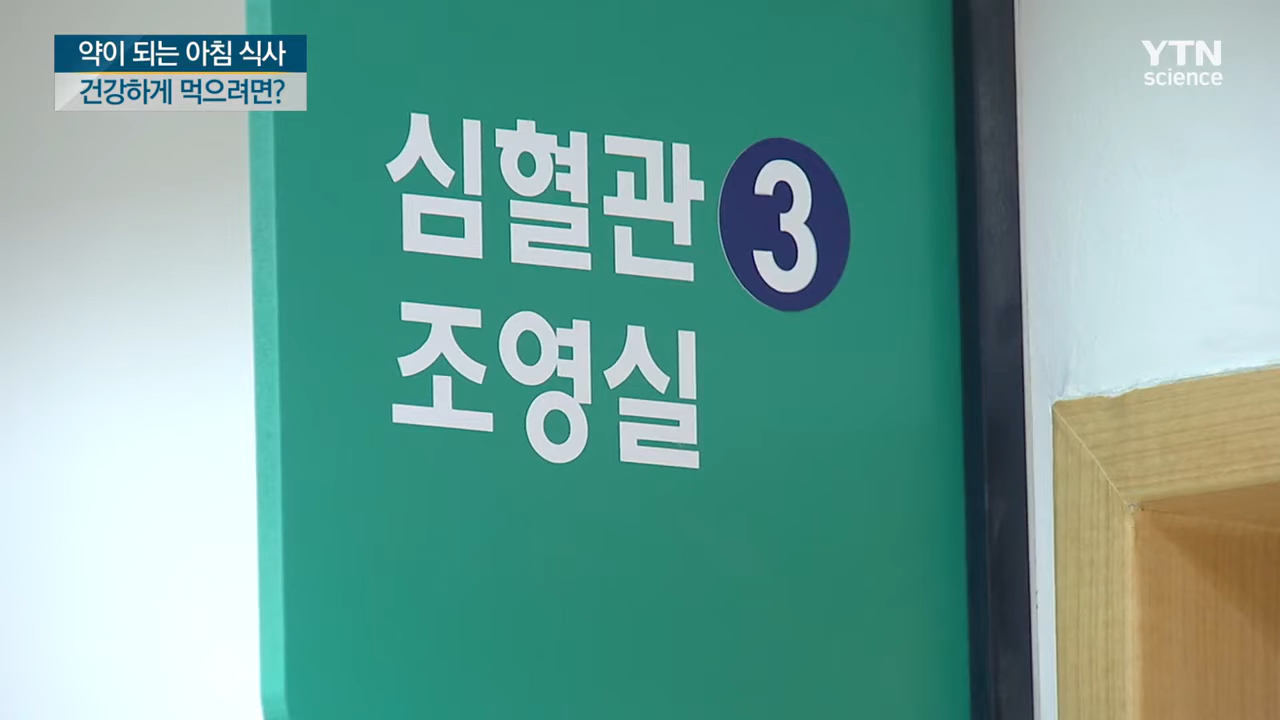 약이 되는 아침 식사
건강하게 먹으려면?
YTN
science
심혈관 3
조영실